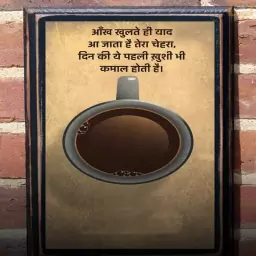 आँख खुलते ही याद
आ जाता है तेरा चेहरा,
दिन की ये पहली ख़ुशी भी
कमाल होती है।